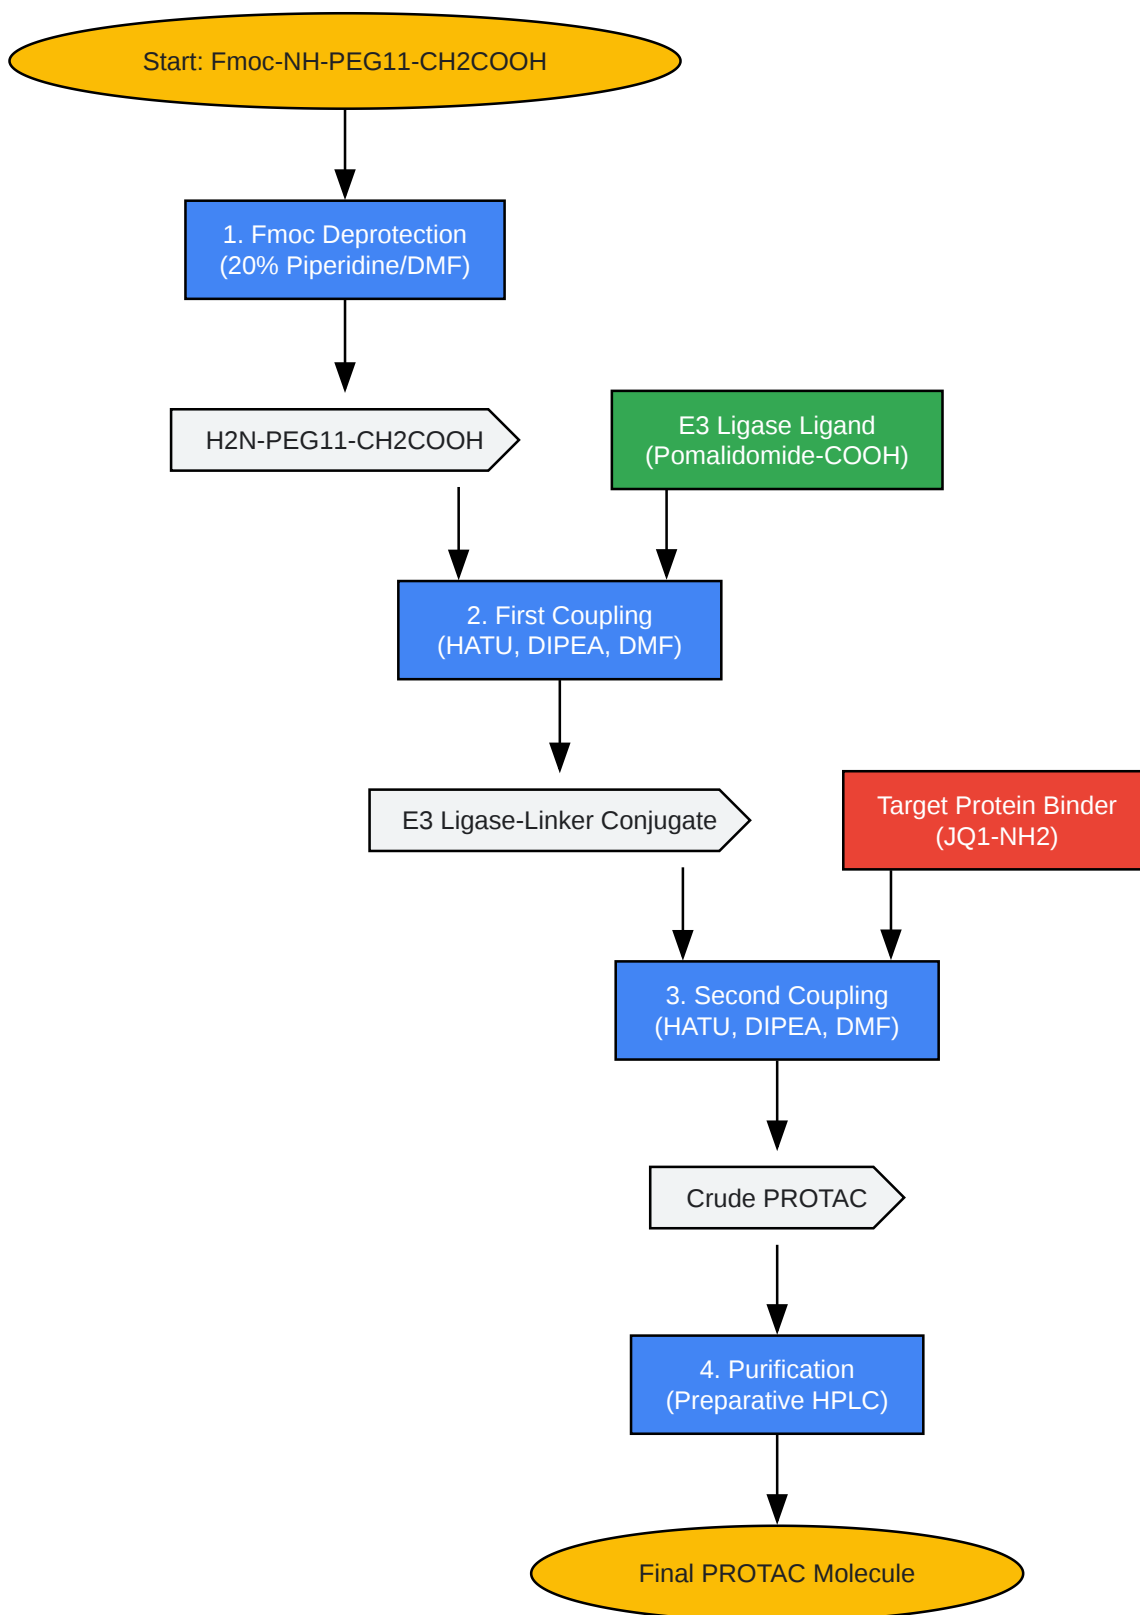 Start: Fmoc-NH-PEG11-CH2COOH
1. Fmoc Deprotection
(20% Piperidine/DMF)
H2N-PEG11-CH2COOH
E3 Ligase Ligand
(Pomalidomide-COOH)
2. First Coupling
(HATU, DIPEA, DMF)
E3 Ligase-Linker Conjugate
Target Protein Binder
(JQ1-NH2)
3. Second Coupling
(HATU, DIPEA, DMF)
Crude PROTAC
4. Purification
(Preparative HPLC)
Final PROTAC Molecule